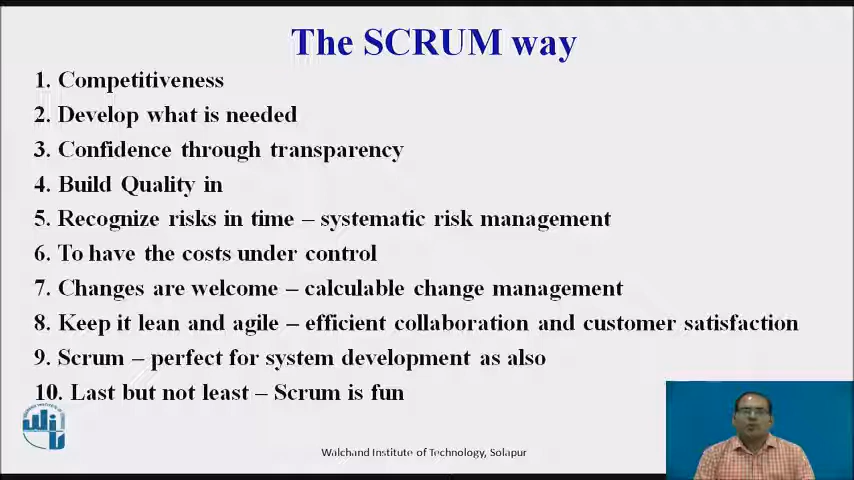 The SCRUM way
1. Competitiveness
2. Develop what is needed
3. Confidence through transparency
4. Build Quality in
5. Recognize risks in time – systematic risk management
6. To have the costs under control
7. Changes are welcome – calculable change management
8. Keep it lean and agile – efficient collaboration and customer satisfaction
9. Scrum – perfect for system development as also
10. Last but not least – Scrum is fun
Walchand Institute of Technology, Solapur